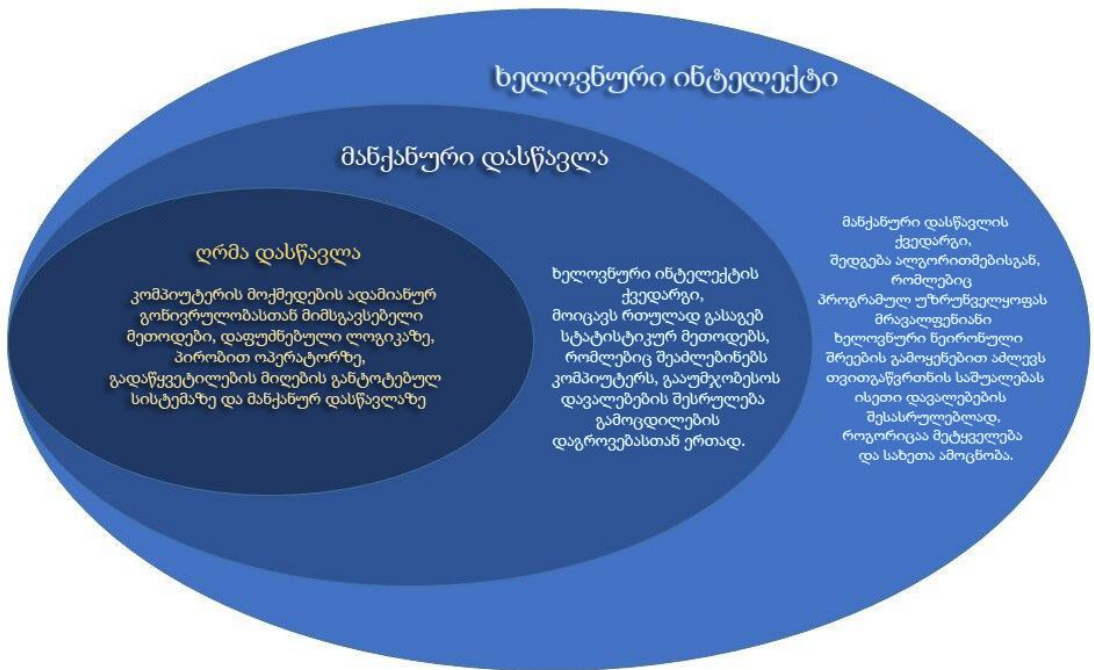 ხელოვნური ინტელექტი
მანქანური დასწავლა
ღრმა დასწავლა
კომპიუტერის მოქმედების ადამიანურ
გონივრულობასთან მიმსგავსებელი
მეთოდები, დაფუძნებული ლოგიკაზე,
პირობით ოპერატორზე,
გადაწყვეტილების მიღების განტოტებულ
სისტემაზე და მანქანურ დასწავლაზე
ხელოვნური ინტელექტის
ქვედარგი,
მოიცავს რთულად გასაგებ
სტატისტიკურ მეთოდებს,
რომლებიც შეაძლებინებს
კომპიუტერს, გააუმჯობესოს
დავალებების შესრულება
გამოცდილების
დაგროვებასთან ერთად.
მანქანური დასწავლის
ქვედარგი,
შედგება ალგორითმებისგან,
რომლებიც
პროგრამულ უზრუნველყოფას
მრავალფენიანი
ხელოვნური ნეირონული
შრეების გამოყენებით აძლევს
თვითგაწვრთნის საშუალებას
ისეთი დავალებების
შესასრულებლად,
როგორიცაა მეტყველება
და სახეთა ამოცნობა.